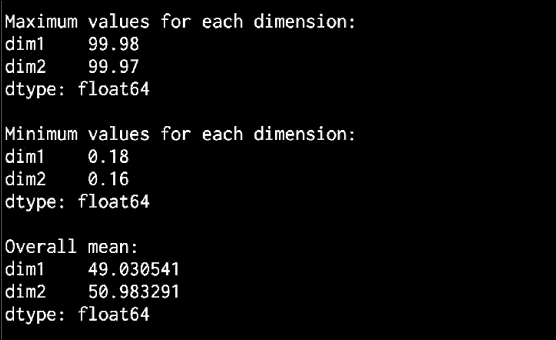 Maximum values for each dimension:
dim1    99.98
dim2    99.97
dtype: float64

Minimum values for each dimension:
dim1    0.18
dim2    0.16
dtype: float64

Overall mean:
dim1    49.030541
dim2    50.983291
dtype: float64